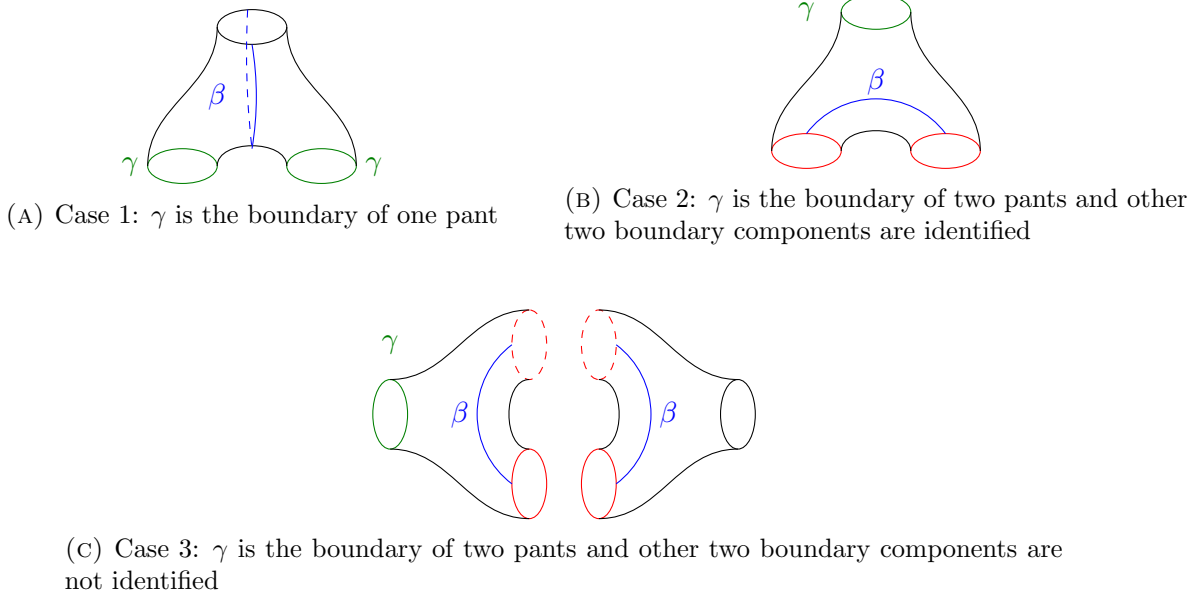 γ
β
β
γ
γ
(A) Case 1: γ is the boundary of one pant
(B) Case 2: γ is the boundary of two pants and other
two boundary components are identified
γ
β
β
(C) Case 3: γ is the boundary of two pants and other two boundary components are
not identified